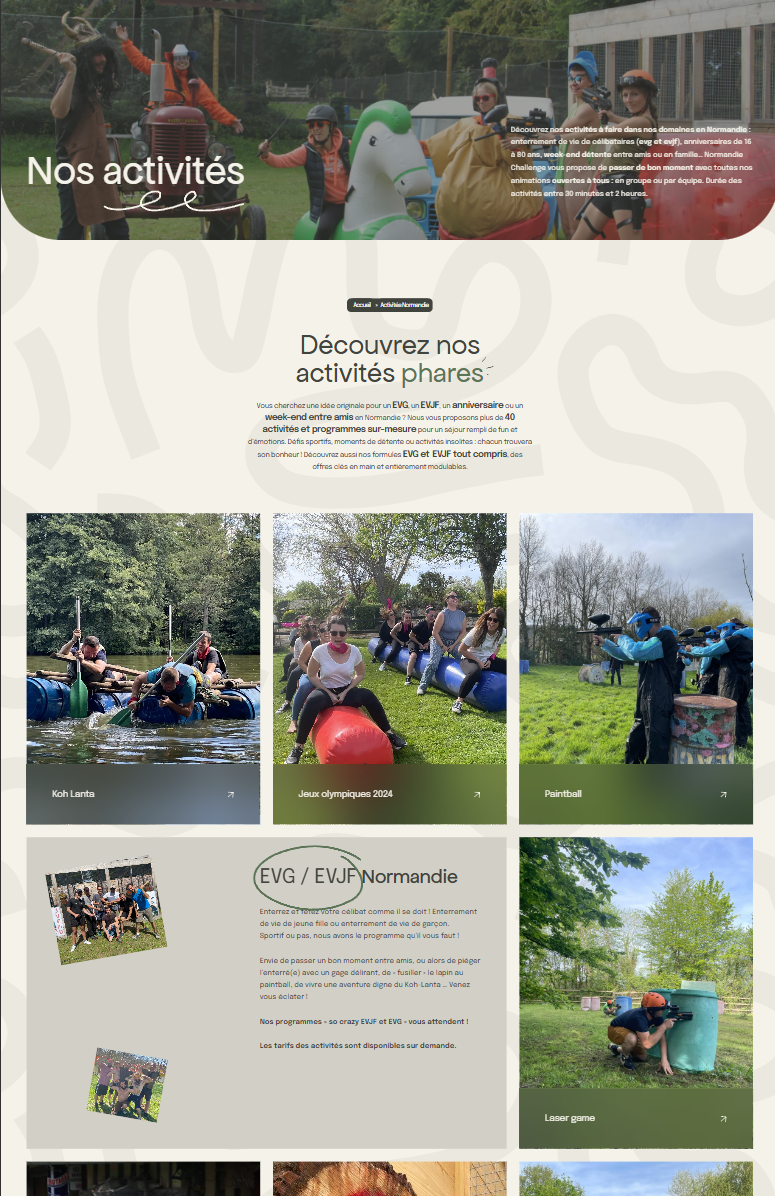 Nos activités
Découvrez nos activités à faire dans nos domaines en Normandie :
enterrement de vie de célibataires (evg et evjf), anniversaires de 16
à 80 ans, week-end détente entre amis ou en famille... Normandie
Challenge vous propose de passer de bon moment avec toutes nos
animations ouvertes à tous : en groupe ou par équipe. Durée des
activités entre 30 minutes et 2 heures.
Accueil > Activités Normandie
Découvrez nos
activités phares
Vous cherchez une idée originale pour un EVG, un EVJF, un anniversaire ou un
week-end entre amis en Normandie ? Nous vous proposons plus de 40
activités et programmes sur-mesure pour un séjour rempli de fun et
d'émotions. Défis sportifs, moments de détente ou activités insolites : chacun trouvera
son bonheur ! Découvrez aussi nos formules EVG et EVJF tout compris, des
offres clés en main et entièrement modulables.
Koh Lanta
Jeux olympiques 2024
Paintball
EVG / EVJF Normandie
Enterrez et fêtez votre célibat comme il se doit ! Enterrement
de vie de jeune fille ou enterrement de vie de garçon.
Sportif ou pas, nous avons le programme qu'il vous faut !
Envie de passer un bon moment entre amis, ou alors de piéger
l'enterré(e) avec un gage délirant, de « fusiller » le lapin au
paintball, de vivre une aventure digne du Koh-Lanta ... Venez
vous éclater !
Nos programmes « so crazy EVJF et EVG » vous attendent !
Les tarifs des activités sont disponibles sur demande.
Laser game